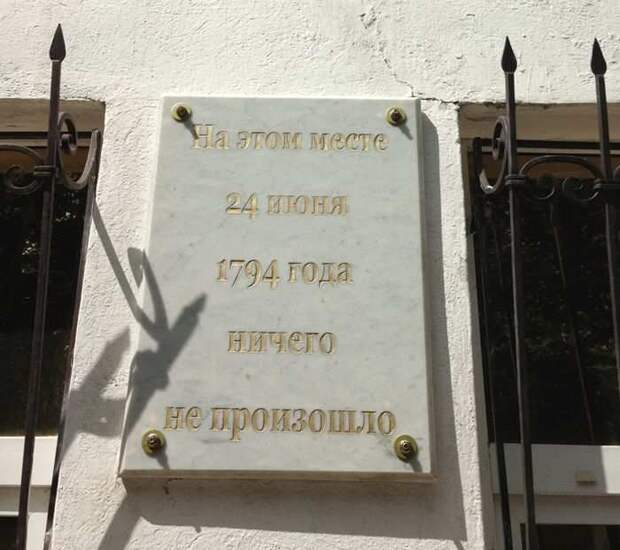 На этом месте
24 июня
1794 года
ничего
не произошло